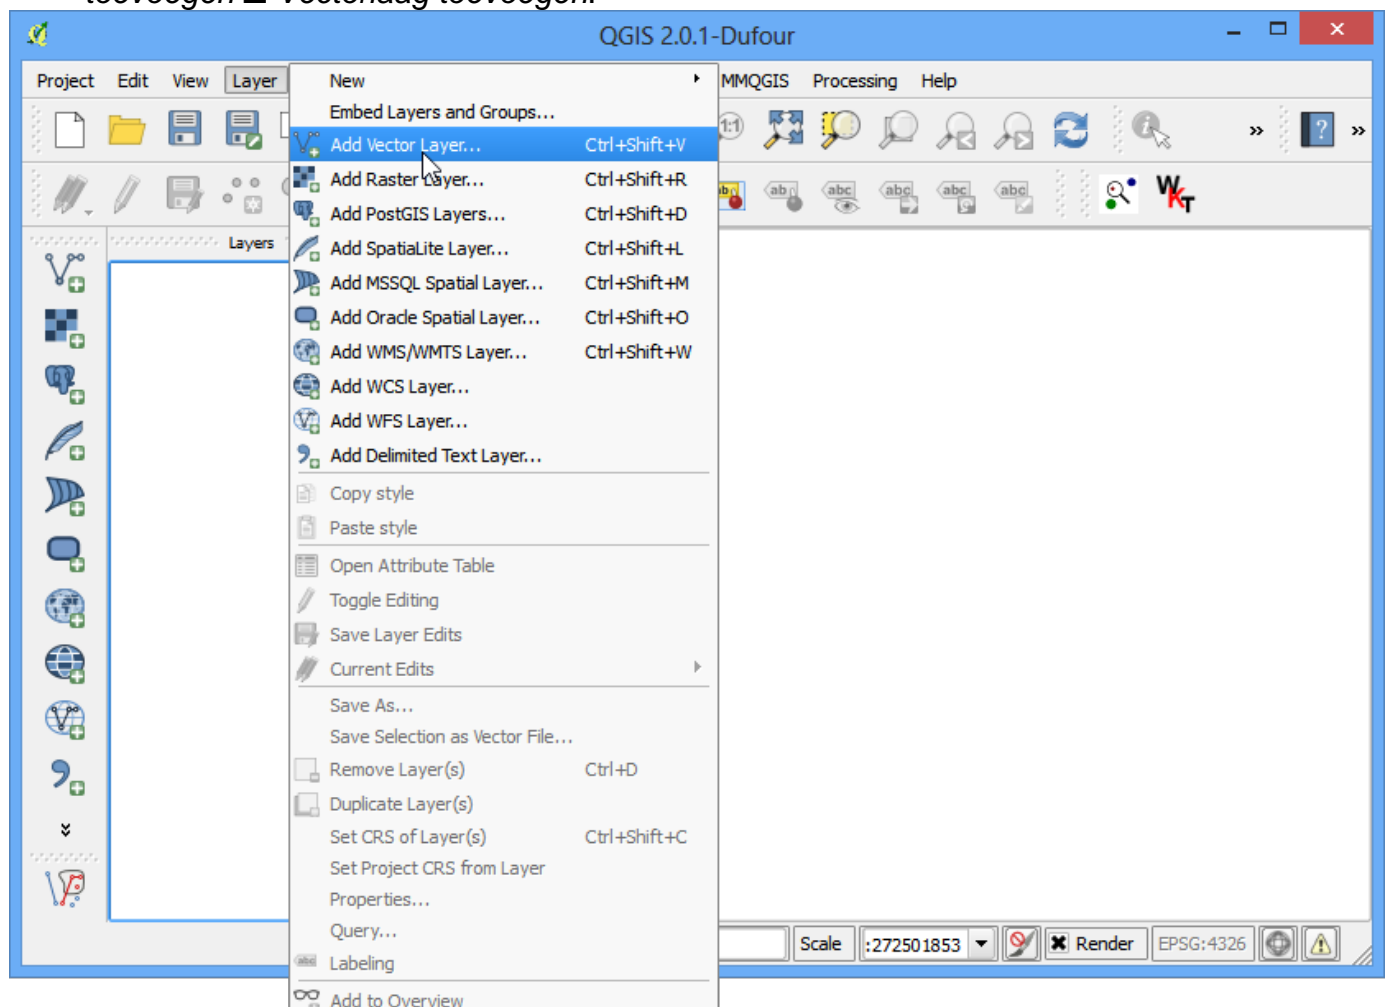 toevoegen Vectorlaag toevoegen.
QGIS 2.0.1-Dufour
Project Edit View Layer MMQGIS Processing Help
New
Embed Layers and Groups...
Add Vector Layer... Ctrl+Shift+V
Add Raster Layer... Ctrl+Shift+R
Add PostGIS Layers... Ctrl+Shift+D
Layers
Add SpatiaLite Layer... Ctrl+Shift+L
Add MSSQL Spatial Layer... Ctrl+Shift+M
Add Oracle Spatial Layer... Ctrl+Shift+O
Add WMS/WMTS Layer... Ctrl+Shift+W
Add WCS Layer...
Add WFS Layer...
Add Delimited Text Layer...
Copy style
Paste style
Open Attribute Table
Toggle Editing
Save Layer Edits
Current Edits
Save As...
Save Selection as Vector File...
Remove Layer(s) Ctrl+D
Duplicate Layer(s)
Set CRS of Layer(s) Ctrl+Shift+C
Set Project CRS from Layer
Properties...
Query...
Labeling
Add to Overview
Scale :272501853 Render EPSG:4326